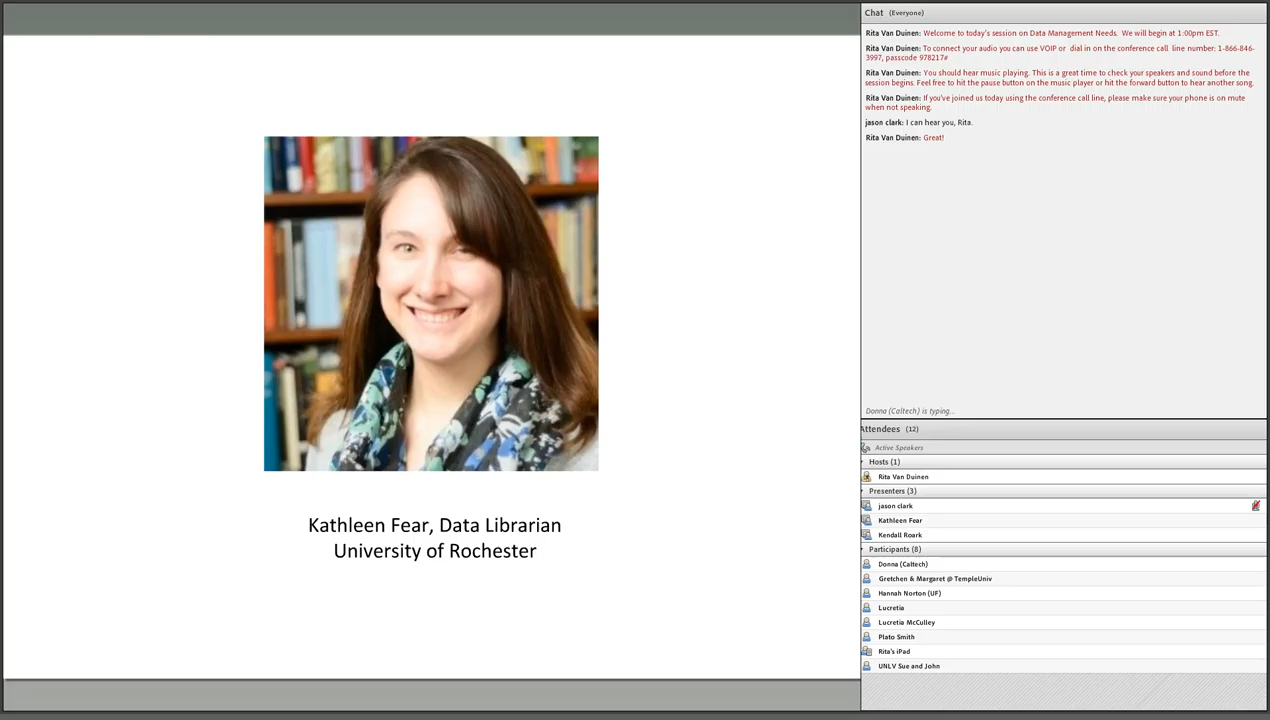 Kathleen Fear, Data Librarian
University of Rochester
Chat (Everyone)
Rita Van Duinen: Welcome to today's session on Data Management Needs. We will begin at 1:00pm EST.
Rita Van Duinen: To connect your audio you can use VOIP or dial in on the conference call line number: 1-866-846-
3997, passcode 978217#
Rita Van Duinen: You should hear music playing. This is a great time to check your speakers and sound before the
session begins. Feel free to hit the pause button on the music player or hit the forward button to hear another song.
Rita Van Duinen: If you've joined us today using the conference call line, please make sure your phone is on mute
when not speaking.
jason clark: I can hear you, Rita.
Rita Van Duinen: Great!
Donna (Caltech) is typing...
Attendees (12)
Active Speakers
Hosts (1)
Rita Van Duinen
Presenters (3)
jason clark
Kathleen Fear
Kendall Roark
Participants (8)
Donna (Caltech)
Gretchen & Margaret @ TempleUniv
Hannah Norton (UF)
Lucretia
Lucretia McCulley
Plato Smith
Rita's iPad
UNLV Sue and John